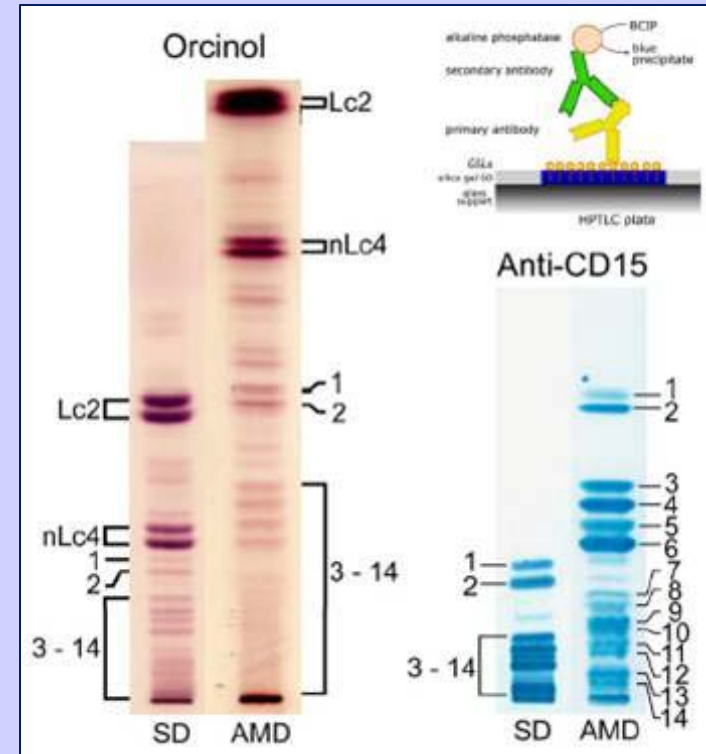 Orcinol
Lc2
nLc4
1
2
3 - 14
Lc2
nLc4
1
2
3 - 14
SD AMD
alkaline phosphatase
BCIP
blue
precipitate
secondary antibody
primary antibody
GSLs
silica gel 60
glass
support
HPTLC plate
Anti-CD15
1
2
3
4
5
6
7
8
9
10
11
12
13
14
1
2
3 - 14
SD AMD